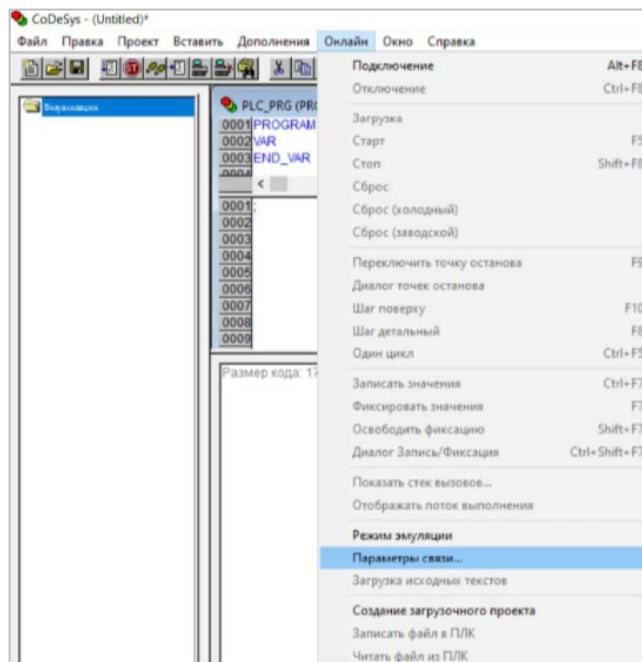 CoDeSys - (Untitled)*
Файл Правка Проект Вставить Дополнения Онлайн Окно Справка
Визуализации
PLC_PRG (PRG
0001 PROGRAM
0002 VAR
0003 END_VAR
0004
0001 ;
0002
0003
0004
0005
0006
0007
0008
0009
Размер кода: 17
Подключение Alt+F8
Отключение Ctrl+F8
Загрузка
Старт F5
Стоп Shift+F8
Сброс
Сброс (холодный)
Сброс (заводской)
Переключить точку останова F9
Диалог точек останова
Шаг поверху F10
Шаг детальный F8
Один цикл Ctrl+F5
Записать значения Ctrl+F7
Фиксировать значения F7
Освободить фиксацию Shift+F7
Диалог Запись/Фиксация Ctrl+Shift+F7
Показать стек вызовов...
Отображать поток выполнения
Режим эмуляции
Параметры связи...
Загрузка исходных текстов
Создание загрузочного проекта
Записать файл в ПЛК
Читать файл из ПЛК